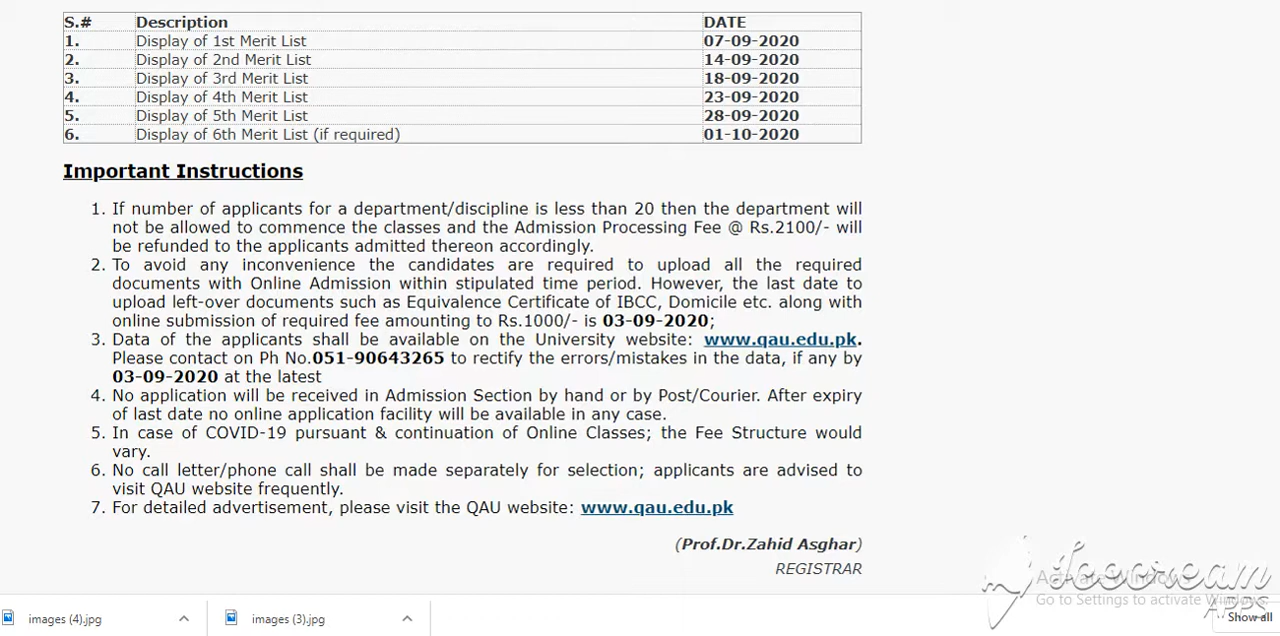 S.# Description DATE
1. Display of 1st Merit List 07-09-2020
2. Display of 2nd Merit List 14-09-2020
3. Display of 3rd Merit List 18-09-2020
4. Display of 4th Merit List 23-09-2020
5. Display of 5th Merit List 28-09-2020
6. Display of 6th Merit List (if required) 01-10-2020
Important Instructions
1. If number of applicants for a department/discipline is less than 20 then the department will
not be allowed to commence the classes and the Admission Processing Fee @ Rs.2100/- will
be refunded to the applicants admitted thereon accordingly.
2. To avoid any inconvenience the candidates are required to upload all the required
documents with Online Admission within stipulated time period. However, the last date to
upload left-over documents such as Equivalence Certificate of IBCC, Domicile etc. along with
online submission of required fee amounting to Rs.1000/- is 03-09-2020;
3. Data of the applicants shall be available on the University website: www.qau.edu.pk.
Please contact on Ph No.051-90643265 to rectify the errors/mistakes in the data, if any by
03-09-2020 at the latest
4. No application will be received in Admission Section by hand or by Post/Courier. After expiry
of last date no online application facility will be available in any case.
5. In case of COVID-19 pursuant & continuation of Online Classes; the Fee Structure would
vary.
6. No call letter/phone call shall be made separately for selection; applicants are advised to
visit QAU website frequently.
7. For detailed advertisement, please visit the QAU website: www.qau.edu.pk
(Prof.Dr.Zahid Asghar)
REGISTRAR
Icecream
APPS
Activate Windows
Go to Settings to activate Windows.
images (4).jpg images (3).jpg Show all